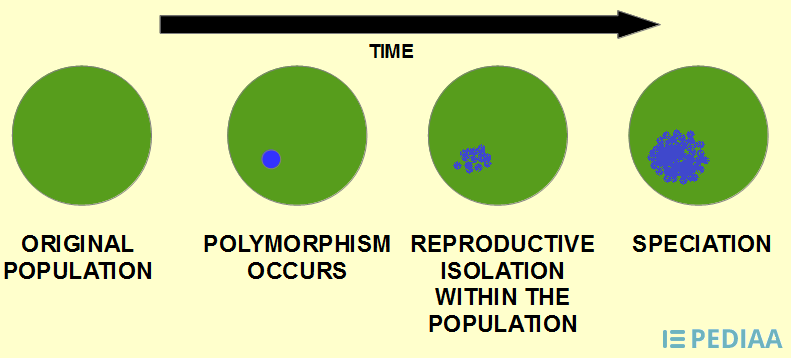 TIME
ORIGINAL
POPULATION
POLYMORPHISM
OCCURS
REPRODUCTIVE
ISOLATION
WITHIN THE
POPULATION
SPECIATION
PEDIAA